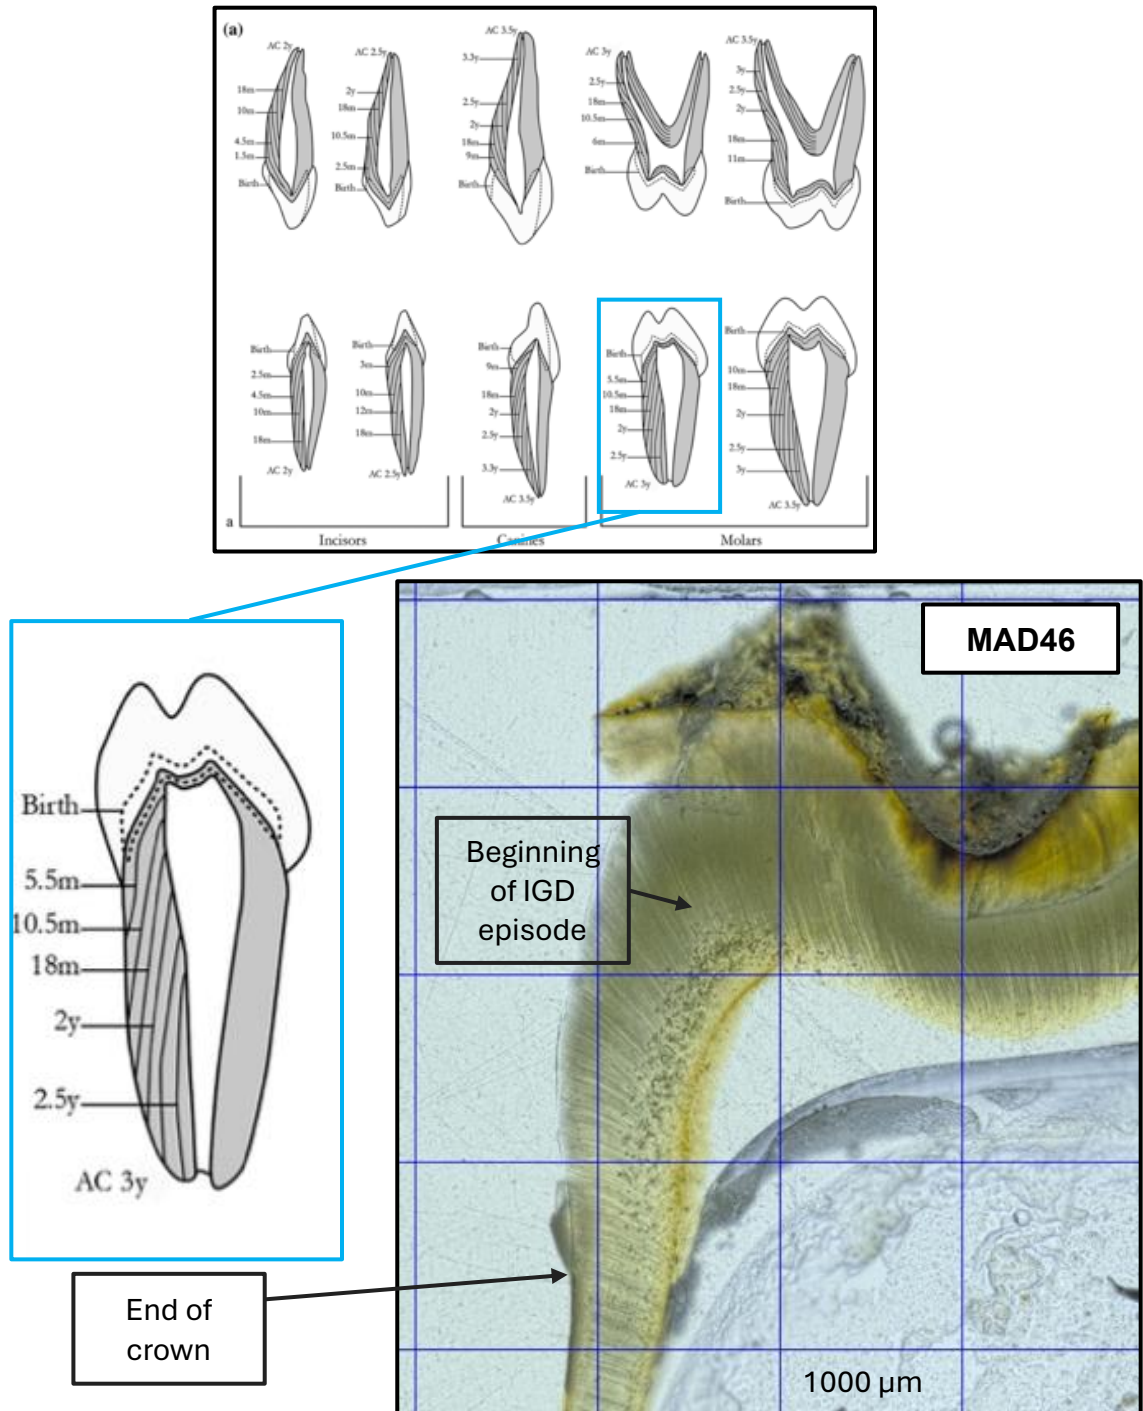 (a)
AC 2y
18m
10m
4.5m
1.5m
Birth
AC 2.5y
2y
18m
10.5m
2.5m
Birth
AC 3.5y
3.3y
2.5y
2y
18m
9m
Birth
AC 3y
2.5y
18m
10.5m
6m
Birth
AC 3.5y
3y
2.5y
2y
18m
11m
Birth
Birth
2.5m
4.5m
10m
18m
AC 2y
Birth
3m
10m
12m
18m
AC 2.5y
Birth
9m
18m
2y
2.5y
3.3y
AC 3.5y
Birth
5.5m
10.5m
18m
2y
2.5y
AC 3y
Birth
10m
18m
2y
2.5y
3y
AC 3.5y
a
Incisors
Canines
Molars
Birth
5.5m
10.5m
18m
2y
2.5y
AC 3y
MAD46
Beginning
of IGD
episode
End of
crown
1000 µm